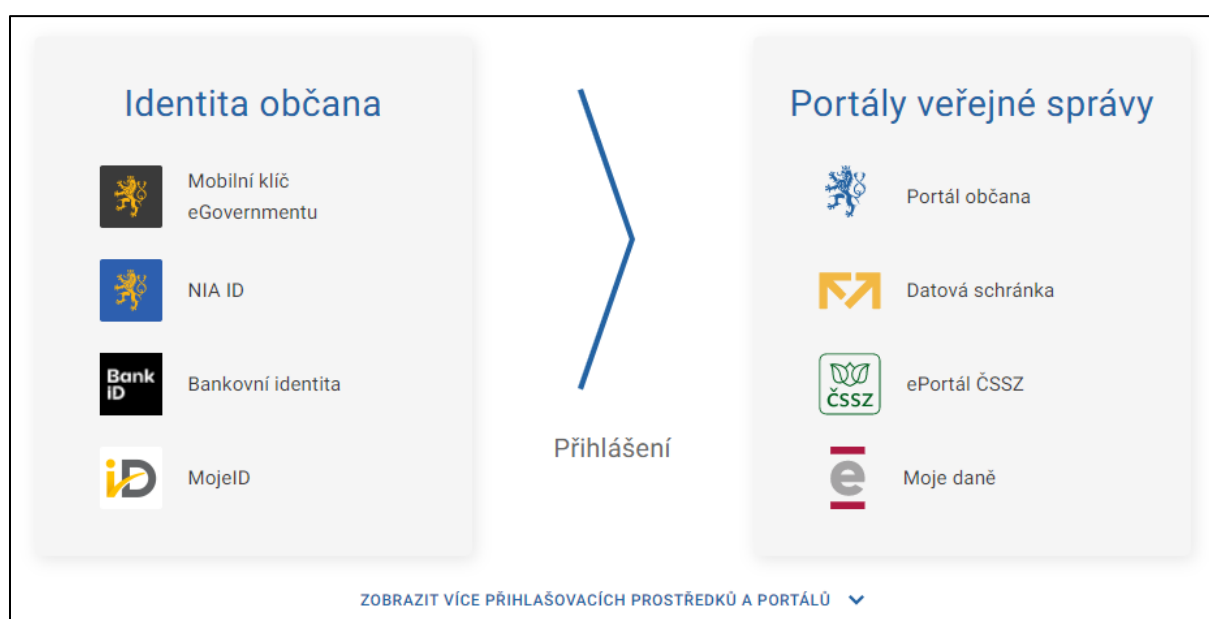 Identita občana
Mobilní klíč
eGovernmentu
NIA ID
Bank
iD
Bankovní identita
iD
MojeID
Přihlášení
Portály veřejné správy
Portál občana
Datová schránka
ČSSZ
ePortál ČSSZ
e
Moje daně
ZOBRAZIT VÍCE PŘIHLAŠOVACÍCH PROSTŘEDKŮ A PORTÁLŮ